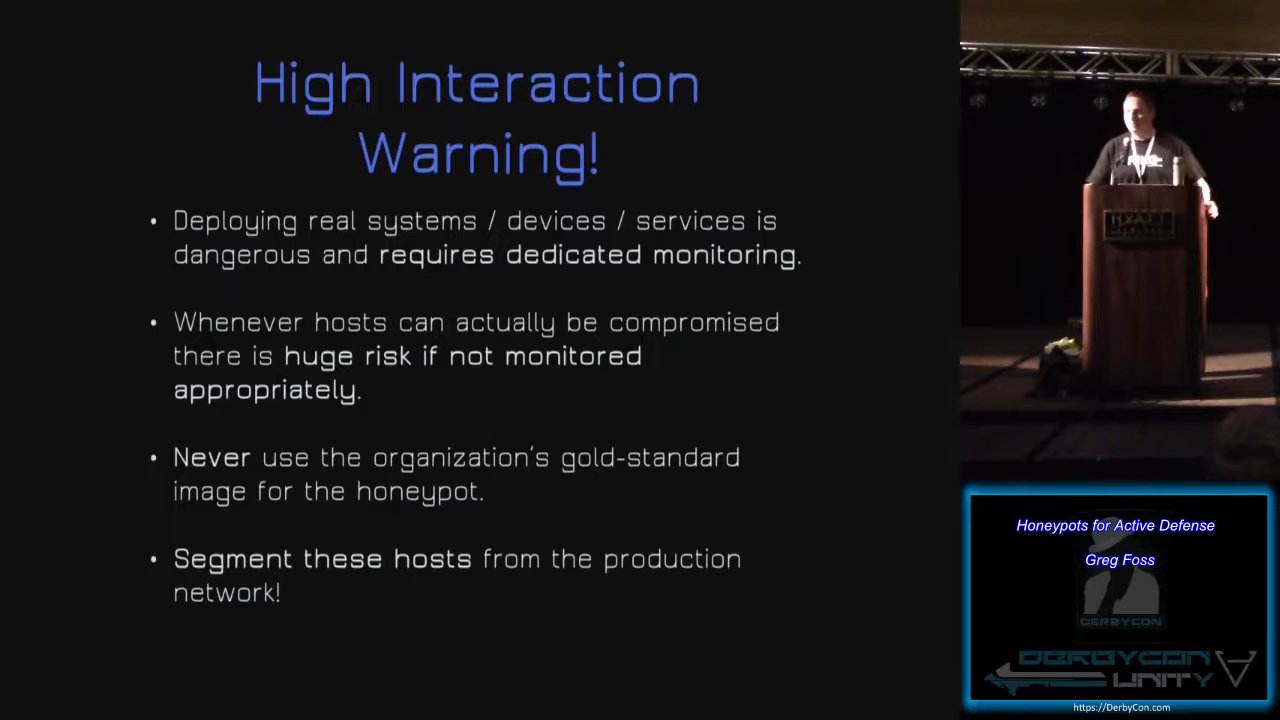 High Interaction
Warning!
• Deploying real systems / devices / services is
dangerous and requires dedicated monitoring.
• Whenever hosts can actually be compromised
there is huge risk if not monitored
appropriately.
• Never use the organization's gold-standard
image for the honeypot.
• Segment these hosts from the production
network!
HYATT
Honeypots for Active Defense
Greg Foss
DERBYCON
DERBYCON
UNITY
https://DerbyCon.com